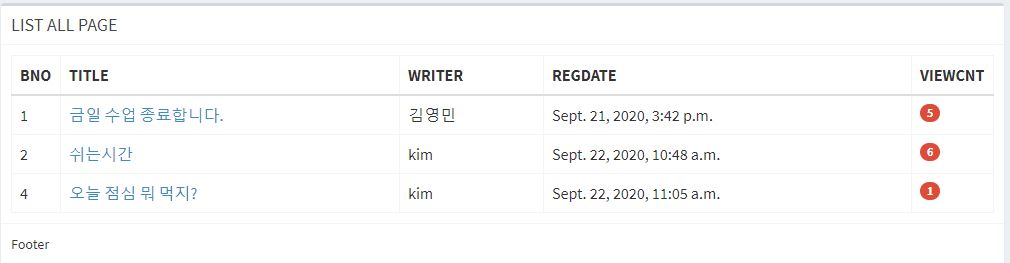 LIST ALL PAGE
BNO TITLE WRITER REGDATE VIEWCNT
1 금일 수업 종료합니다. 김영민 Sept. 21, 2020, 3:42 p.m. 5
2 쉬는시간 kim Sept. 22, 2020, 10:48 a.m. 6
4 오늘 점심 뭐 먹지? kim Sept. 22, 2020, 11:05 a.m. 1
Footer